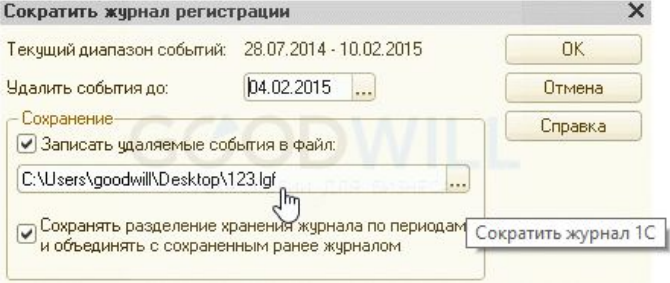 Сократить журнал регистрации
Текущий диапазон событий: 28.07.2014 - 10.02.2015
OK
Удалить события до: 04.02.2015 ...
Отмена
Сохранение
Справка
Записать удаляемые события в файл:
GOODWILL
C:\Users\goodwill\Desktop\123.lgf ...
Сохранять разделение хранения журнала по периодам
и объединять с сохраненным ранее журналом
Сократить журнал 1С